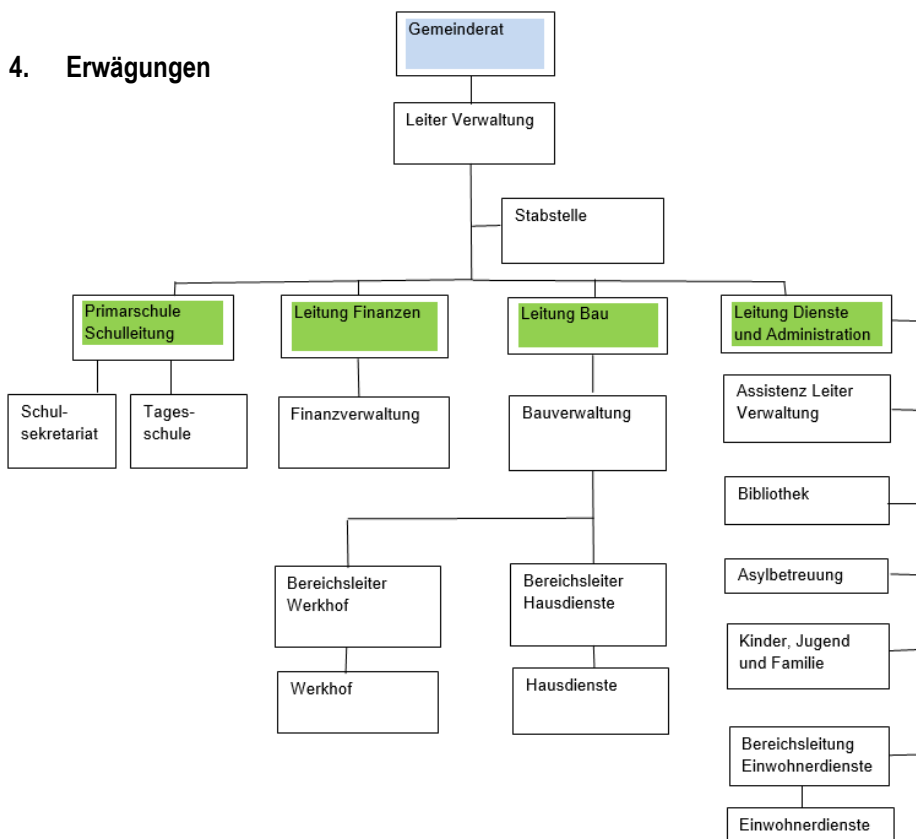 4. Erwägungen
Gemeinderat
Leiter Verwaltung
Stabstelle
Primarschule
Schulleitung
Leitung Finanzen
Leitung Bau
Leitung Dienste
und Administration
Schul-
sekretariat
Tages-
schule
Finanzverwaltung
Bauverwaltung
Assistenz Leiter
Verwaltung
Bibliothek
Bereichsleiter
Werkhof
Bereichsleiter
Hausdienste
Asylbetreuung
Kinder, Jugend
und Familie
Werkhof
Hausdienste
Bereichsleitung
Einwohnerdienste
Einwohnerdienste